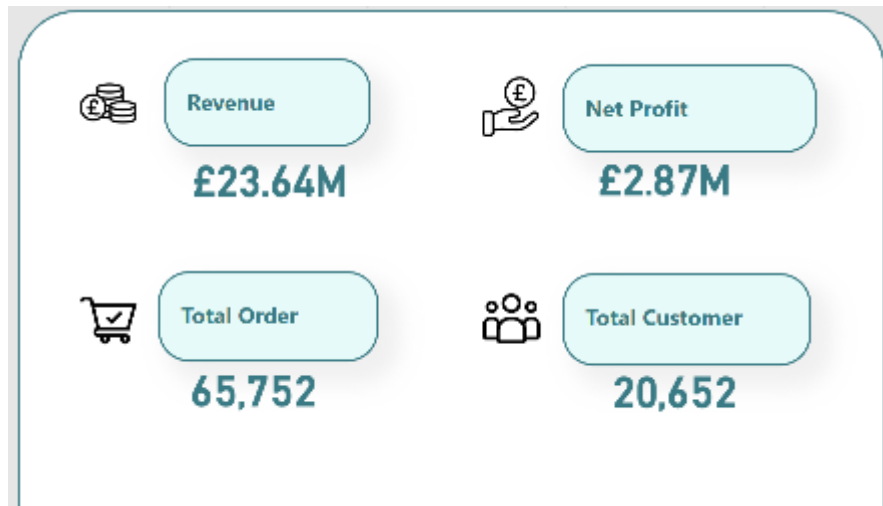 Revenue
£23.64M
Net Profit
£2.87M
Total Order
65,752
Total Customer
20,652